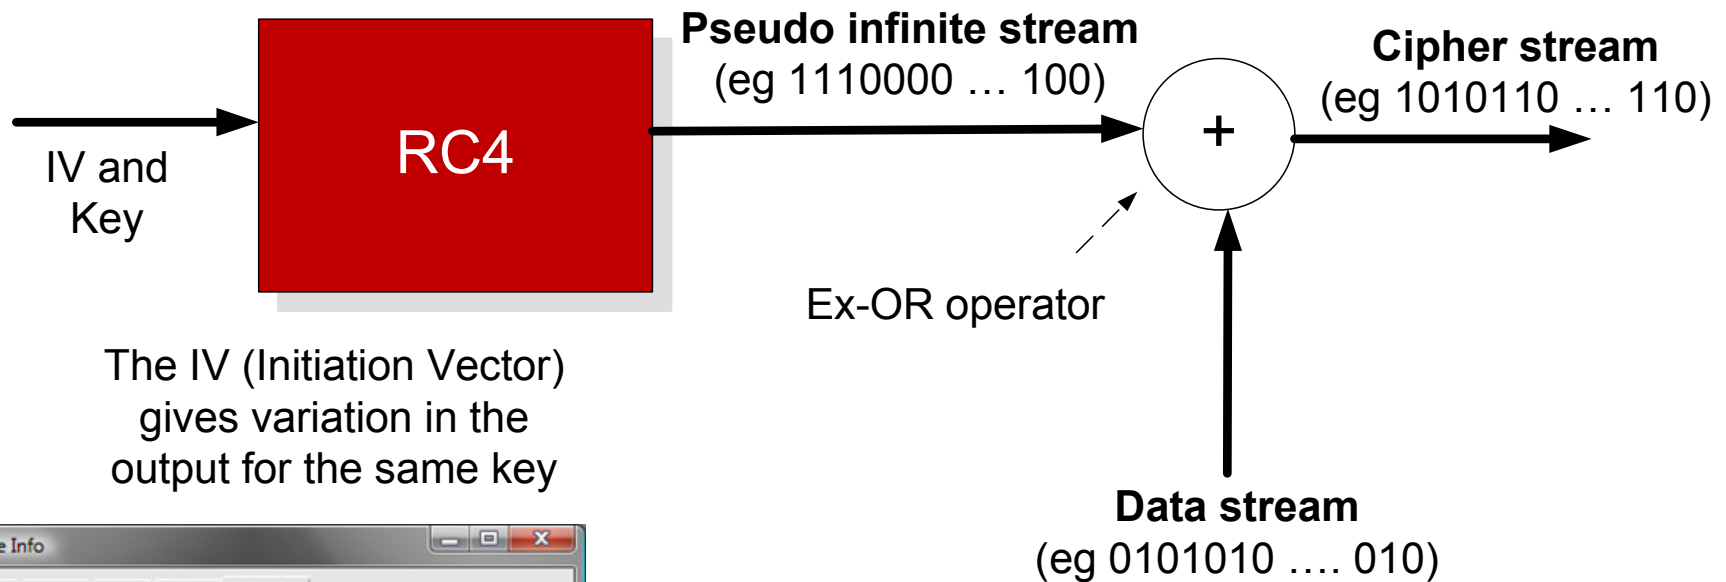 Pseudo infinite stream
(eg 1110000 … 100)
Cipher stream
(eg 1010110 … 110)
IV and
Key
RC4
+
Ex-OR operator
The IV (Initiation Vector)
gives variation in the
output for the same key
Data stream
(eg 0101010 …. 010)
e Info